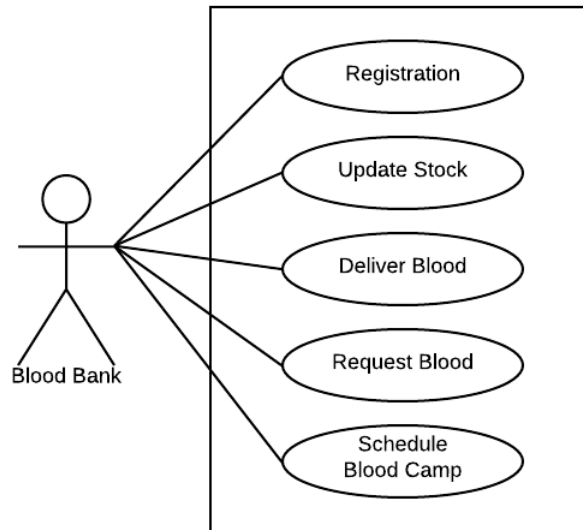 Registration
Update Stock
Deliver Blood
Request Blood
Blood Bank
Schedule
Blood Camp